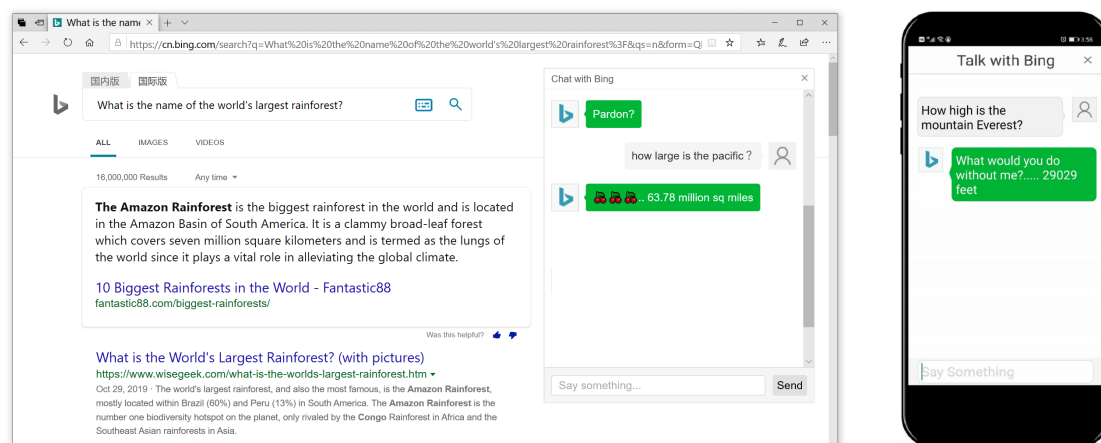 What is the name
https://cn.bing.com/search?q=What%20is%20the%20name%20of%20the%20world's%20largest%20rainforest%3F&qs=n&form=Q
国内版 国际版
What is the name of the world's largest rainforest?
ALL IMAGES VIDEOS
16,000,000 Results Any time
The Amazon Rainforest is the biggest rainforest in the world and is located
in the Amazon Basin of South America. It is a clammy broad-leaf forest
which covers seven million square kilometers and is termed as the lungs of
the world since it plays a vital role in alleviating the global climate.
10 Biggest Rainforests in the World - Fantastic88
fantastic88.com/biggest-rainforests/
Was this helpful?
What is the World's Largest Rainforest? (with pictures)
https://www.wisegeek.com/what-is-the-worlds-largest-rainforest.htm
Oct 29, 2019 · The world's largest rainforest, and also the most famous, is the Amazon Rainforest,
mostly located within Brazil (60%) and Peru (13%) in South America. The Amazon Rainforest is the
number one biodiversity hotspot on the planet, only rivaled by the Congo Rainforest in Africa and the
Southeast Asian rainforests in Asia.
Chat with Bing
Pardon?
how large is the pacific ?
.. 63.78 million sq miles
Say something...
Send
3:58
Talk with Bing
How high is the
mountain Everest?
What would you do
without me?..... 29029
feet
Say Something